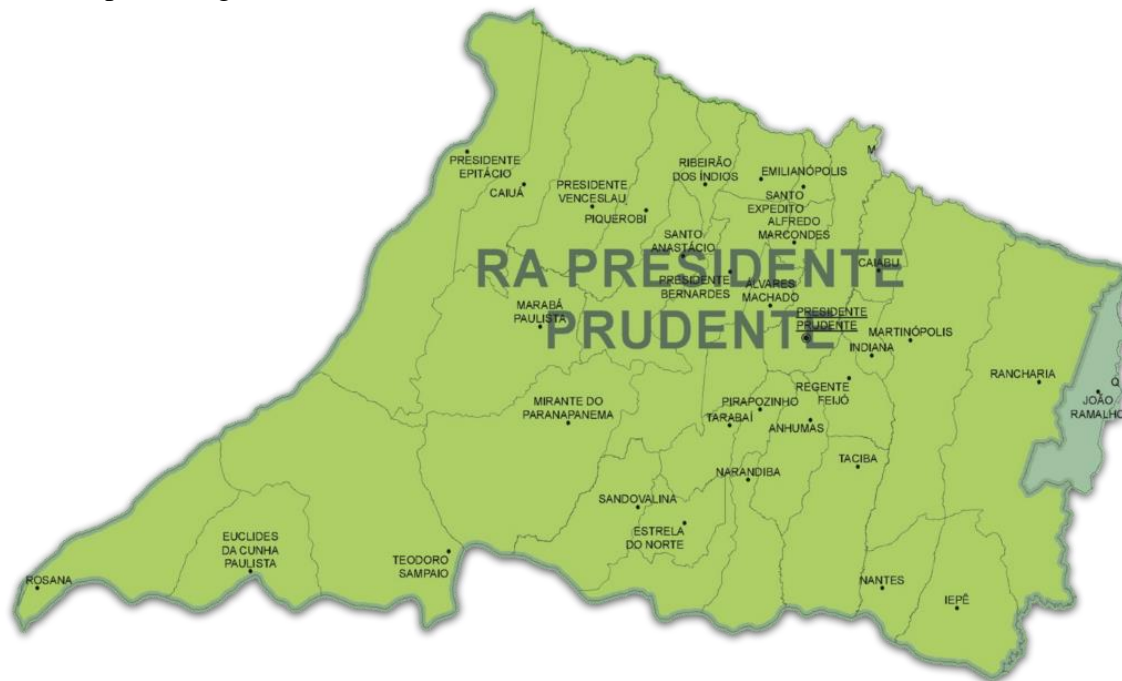 PRESIDENTE
EPITÁCIO
CAIUÁ
PRESIDENTE
VENCESLAU
PIQUEROBI
RIBEIRÃO
DOS ÍNDIOS
EMILIANÓPOLIS
M
SANTO
EXPEDITO
ALFREDO
MARCONDES
SANTO
ANASTÁCIO
RA PRESIDENTE
PRUDENTE
PRESIDENTE
BERNARDES
ÁLVARES
MACHADO
CAIABU
MARABÁ
PAULISTA
PRESIDENTE
PRUDENTE
MARTINÓPOLIS
INDIANA
RANCHARIA
Q
JOÃO
RAMALHO
REGENTE
FEIJÓ
MIRANTE DO
PARANAPANEMA
PIRAPOZINHO
TARABAÍ
ANHUMAS
TACIBA
NARANDIBA
SANDOVALINA
ESTRELA
DO NORTE
EUCLIDES
DA CUNHA
PAULISTA
TEODORO
SAMPAIO
ROSANA
NANTES
IEPÊ